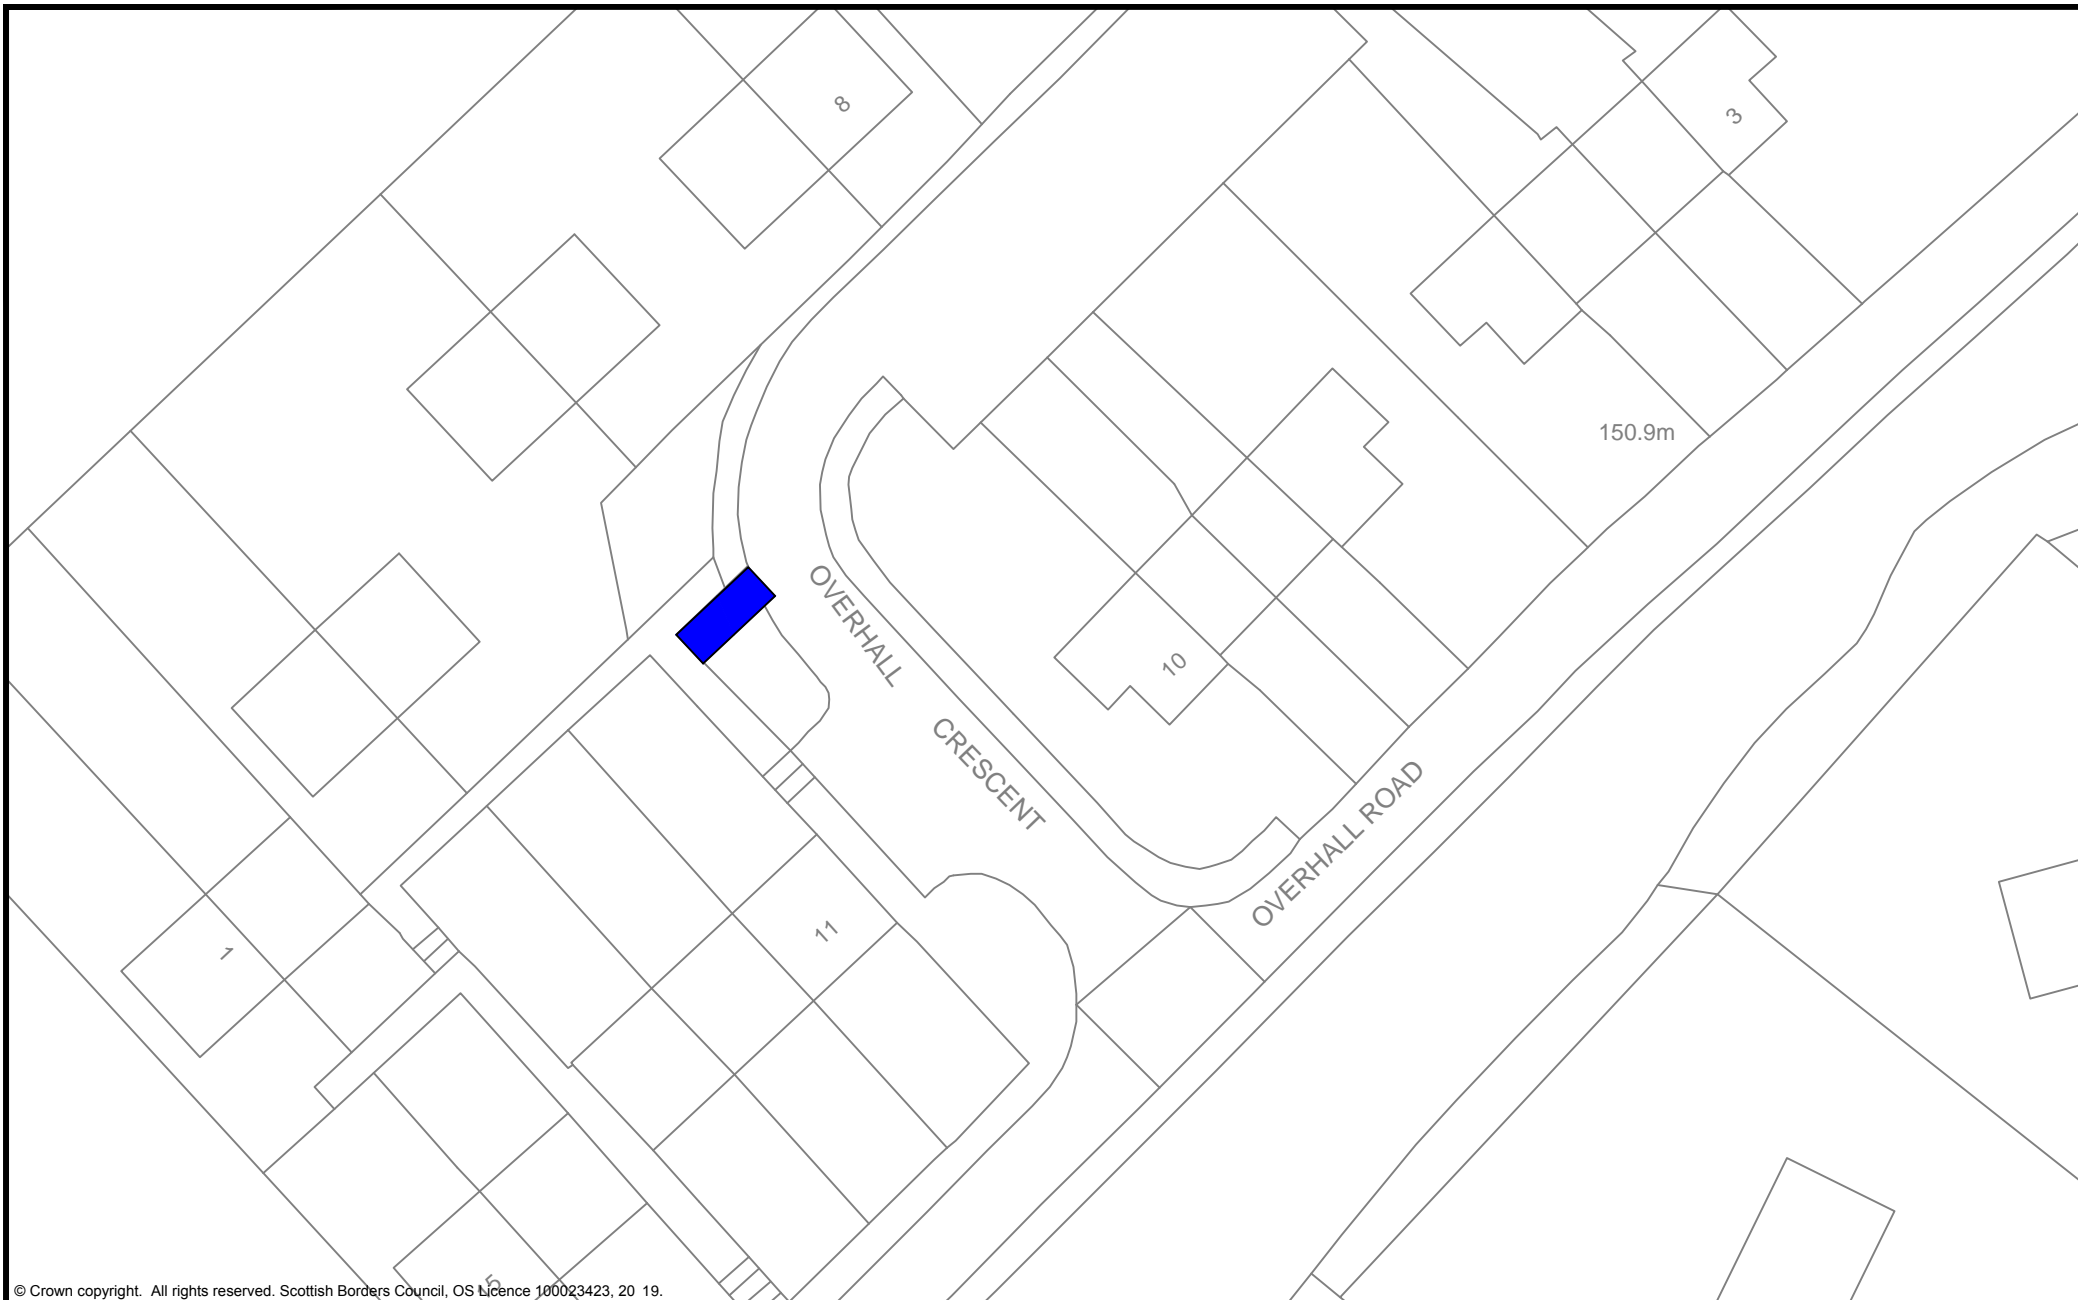 8
3
150.9m
OVERHALL
CRESCENT
10
OVERHALL ROAD
11
1
15
© Crown copyright. All rights reserved. Scottish Borders Council, OS Licence 100023423, 20 19.